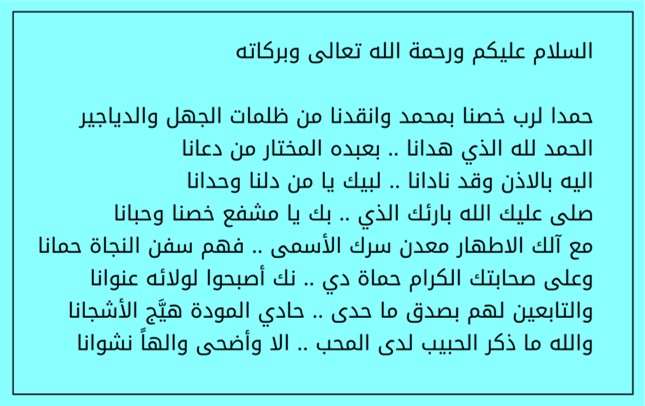 السلام عليكم ورحمة الله تعالى وبركاته
حمدا لرب خصنا بمحمد وانقدنا من ظلمات الجهل والدياجير
الحمد لله الذي هدانا .. بعبده المختار من دعانا
اليه بالاذن وقد نادانا .. لبيك يا من دلنا وحدانا
صلى عليك الله بارئك الذي .. بك يا مشفع خصنا وحبانا
مع آلك الاطهار معدن سرك الأسمى .. فهم سفن النجاة حمانا
وعلى صحابتك الكرام حماة دي .. نك أصبحوا لولائه عنوانا
والتابعين لهم بصدق ما حدى .. حادي المودة هيَّج الأشجانا
والله ما ذكر الحبيب لدى المحب .. الا وأضحى والهاً نشوانا